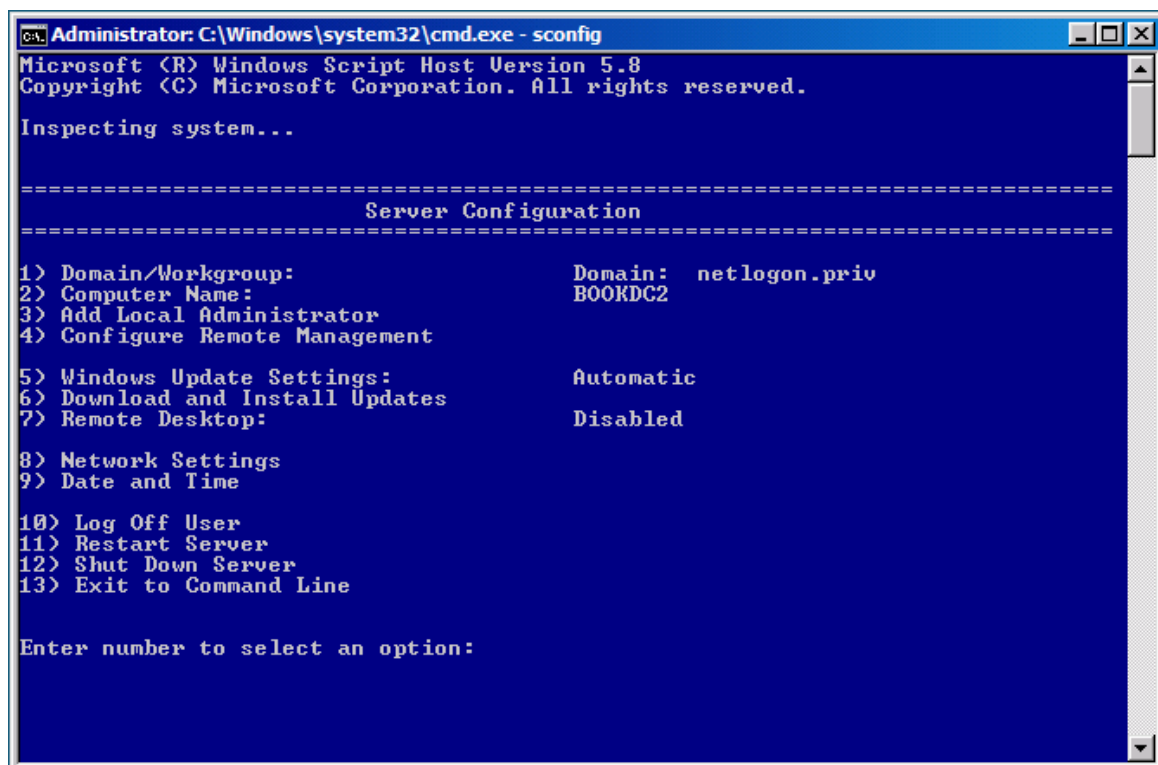 Administrator: C:\Windows\system32\cmd.exe - sconfig
Microsoft (R) Windows Script Host Version 5.8
Copyright (C) Microsoft Corporation. All rights reserved.
Inspecting system...
===============================================================================
Server Configuration
===============================================================================
1) Domain/Workgroup: Domain: netlogon.priv
2) Computer Name: BOOKDC2
3) Add Local Administrator
4) Configure Remote Management
5) Windows Update Settings: Automatic
6) Download and Install Updates
7) Remote Desktop: Disabled
8) Network Settings
9) Date and Time
10) Log Off User
11) Restart Server
12) Shut Down Server
13) Exit to Command Line
Enter number to select an option: